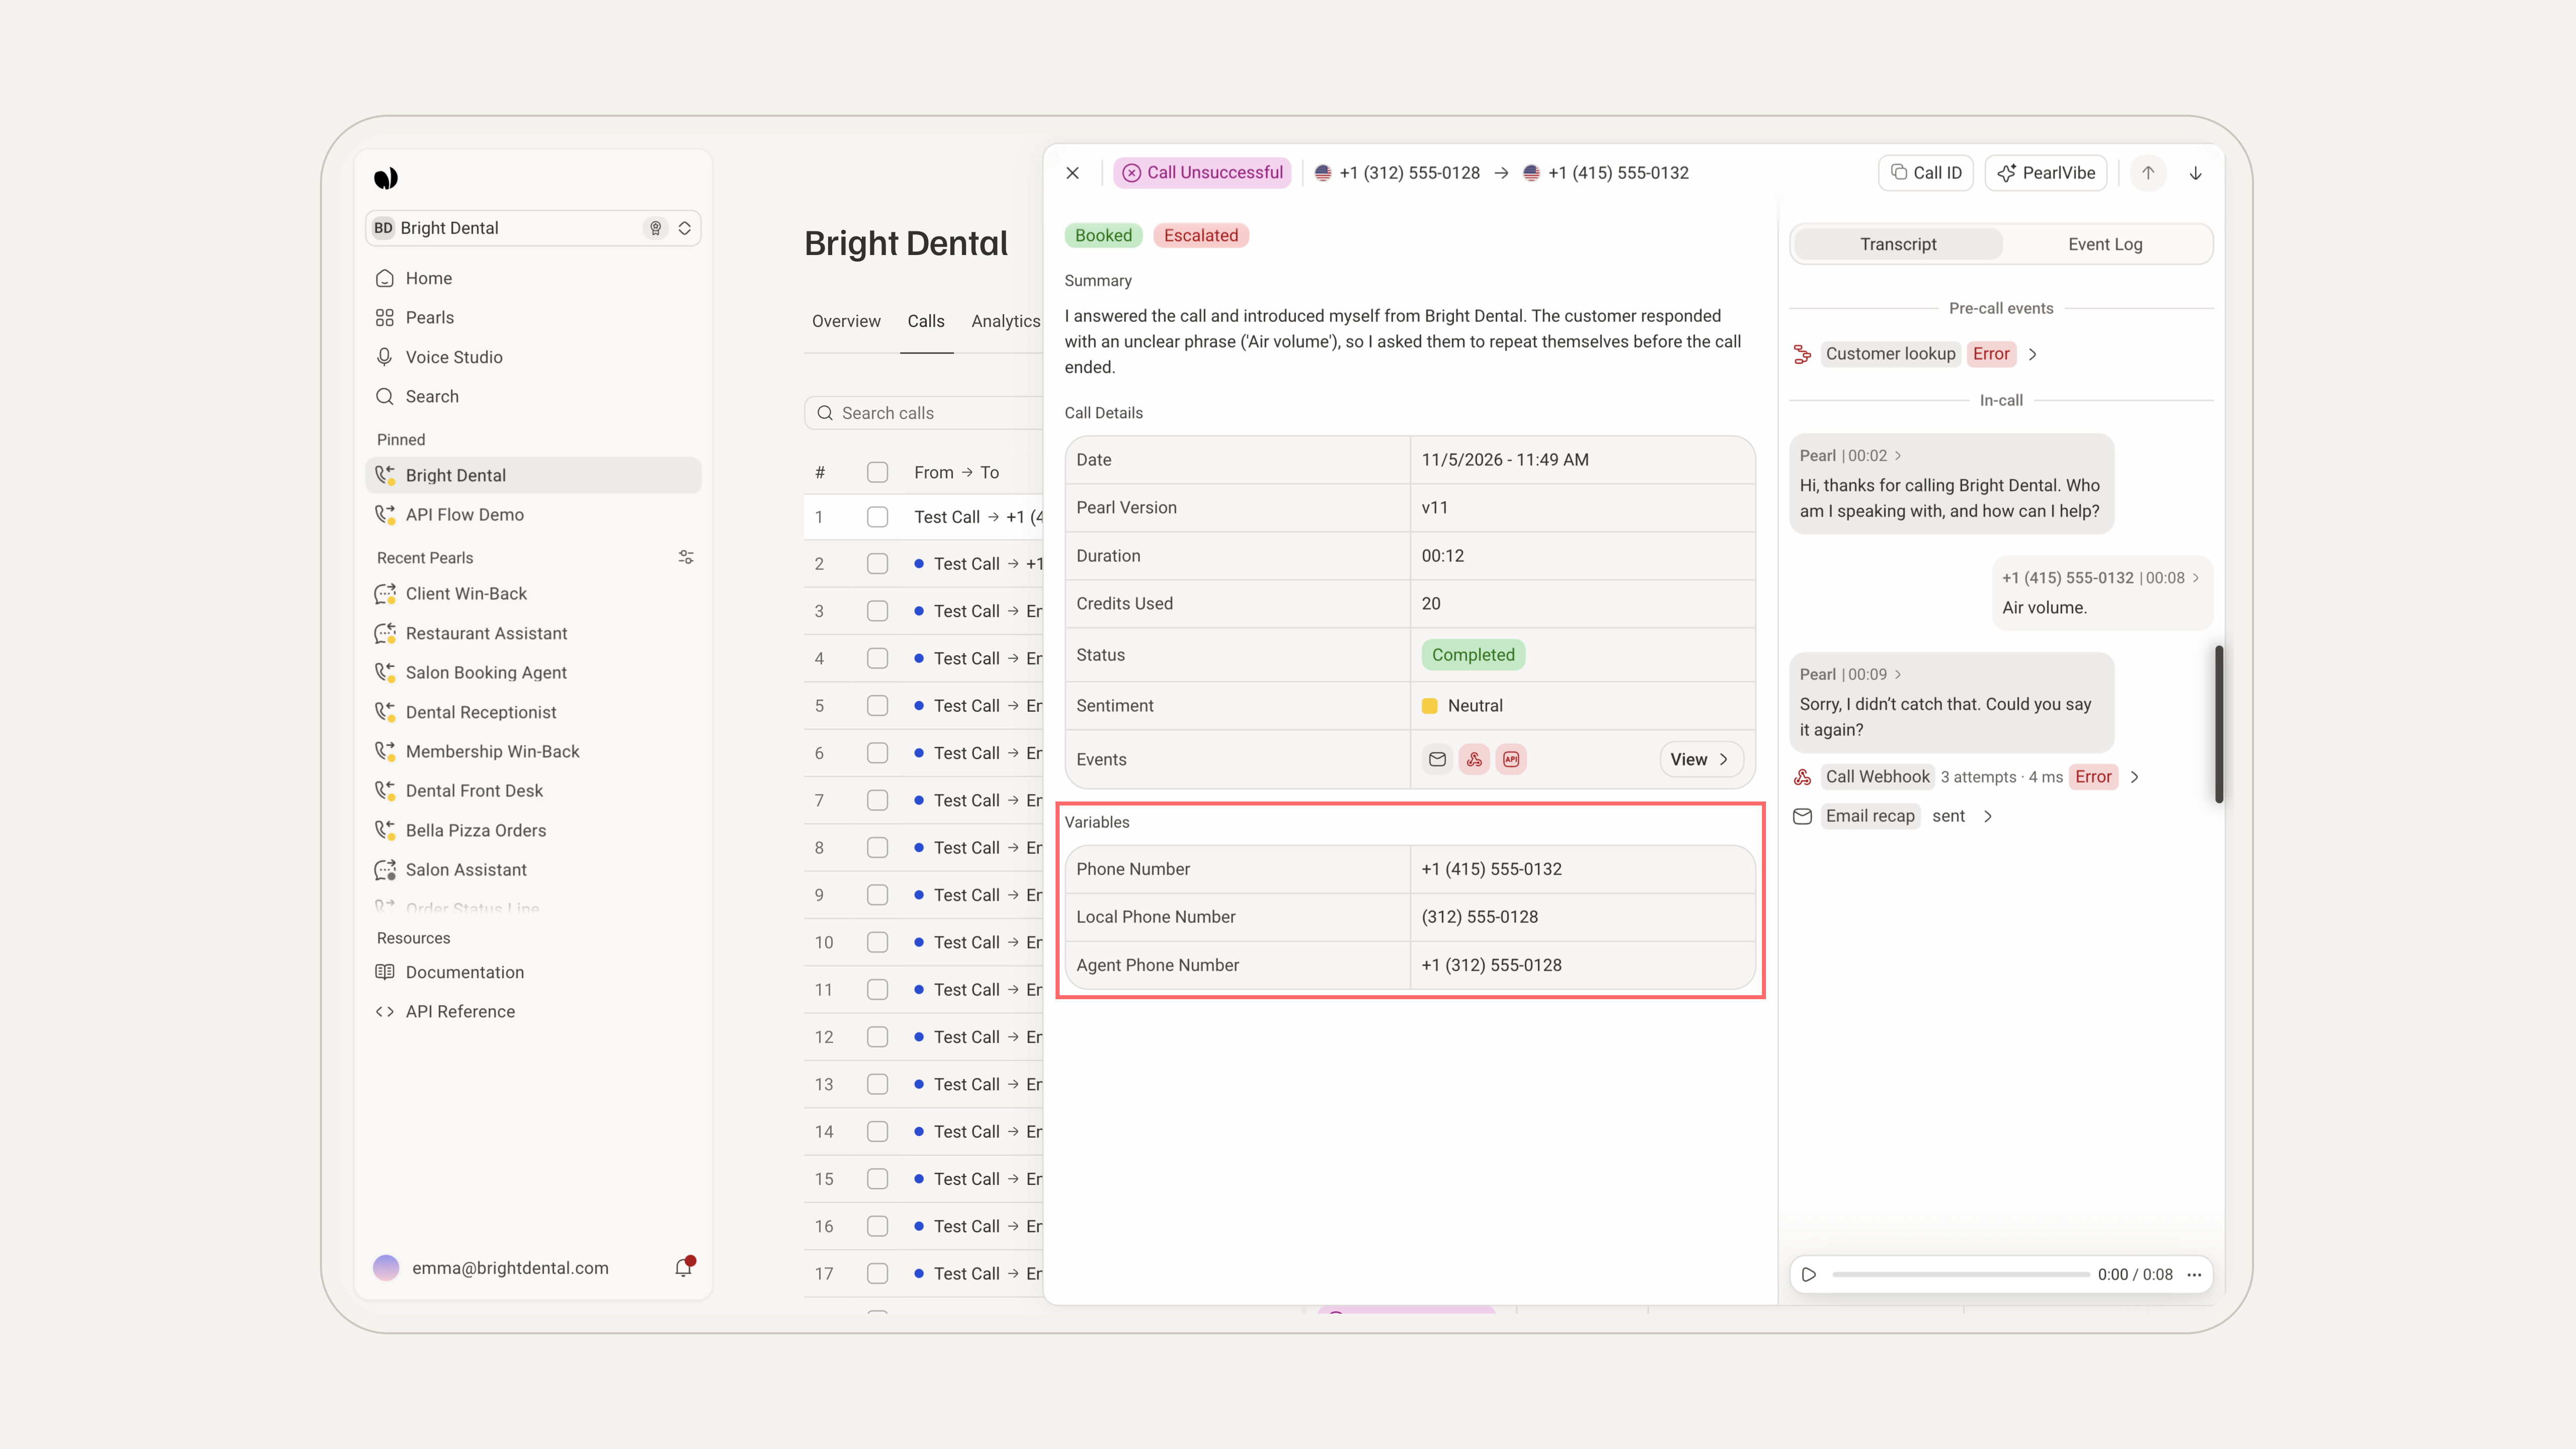 BD Bright Dental
Home
Pearls
Voice Studio
Search
Pinned
Bright Dental
API Flow Demo
Recent Pearls
Client Win-Back
Restaurant Assistant
Salon Booking Agent
Dental Receptionist
Membership Win-Back
Dental Front Desk
Bella Pizza Orders
Salon Assistant
Order Status Line
Resources
Documentation
API Reference
emma@brightdental.com
Bright Dental
Overview Calls Analytics
Search calls
# From → To
1 Test Call → +1 (4
2 Test Call → +1
3 Test Call → Er
4 Test Call → Er
5 Test Call → Er
6 Test Call → Er
7 Test Call → Er
8 Test Call → Er
9 Test Call → Er
10 Test Call → Er
11 Test Call → Er
12 Test Call → Er
13 Test Call → Er
14 Test Call → Er
15 Test Call → Er
16 Test Call → Er
17 Test Call → Er
Call Unsuccessful +1 (312) 555-0128 → +1 (415) 555-0132
Call ID PearlVibe
Booked Escalated
Summary
I answered the call and introduced myself from Bright Dental. The customer responded
with an unclear phrase ('Air volume'), so I asked them to repeat themselves before the call
ended.
Call Details
Date 11/5/2026 - 11:49 AM
Pearl Version v11
Duration 00:12
Credits Used 20
Status Completed
Sentiment Neutral
Events API View
Variables
Phone Number +1 (415) 555-0132
Local Phone Number (312) 555-0128
Agent Phone Number +1 (312) 555-0128
Transcript Event Log
Pre-call events
Customer lookup Error
In-call
Pearl | 00:02
Hi, thanks for calling Bright Dental. Who
am I speaking with, and how can I help?
+1 (415) 555-0132 | 00:08
Air volume.
Pearl | 00:09
Sorry, I didn’t catch that. Could you say
it again?
Call Webhook 3 attempts · 4 ms Error
Email recap sent
0:00 / 0:08